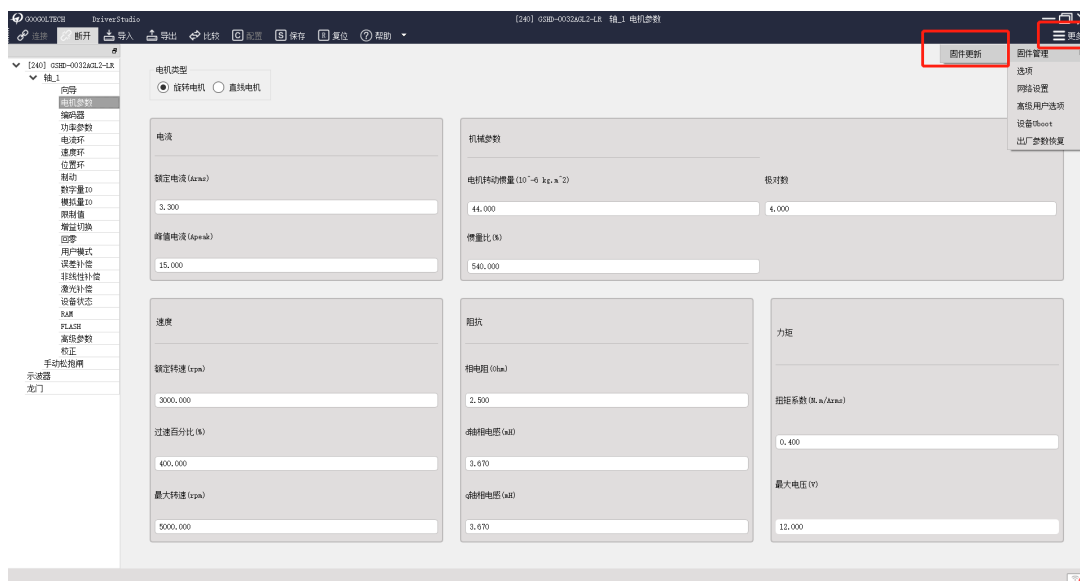 GOOGOLTECH DriverStudio [240] GSHD-0032AGL2-LR 轴_1 电机参数
连接 断开 导入 导出 比较 C 配置 S 保存 R 复位 ? 帮助 更多
固件更新 固件管理
选项
网络设置
高级用户选项
设备Uboot
出厂参数恢复
[240] GSHD-0032AGL2-LR
轴_1
向导
电机参数
编码器
功率参数
电流环
速度环
位置环
制动
数字量IO
模拟量IO
限制值
增益切换
回零
用户模式
误差补偿
非线性补偿
激光补偿
设备状态
RAM
FLASH
高级参数
校正
手动松抱闸
示波器
龙门
电机类型
旋转电机 直线电机
电流
额定电流(Arms)
3.300
峰值电流(Apeak)
15.000
机械参数
电机转动惯量(10^-6 kg.m^2) 极对数
44.000 4.000
惯量比(%)
540.000
速度
额定转速(rpm)
3000.000
过速百分比(%)
400.000
最大转速(rpm)
5000.000
阻抗
相电阻(Ohm)
2.500
d轴相电感(mH)
3.670
q轴相电感(mH)
3.670
力矩
扭矩系数(N.m/Arms)
0.400
最大电压(V)
12.000